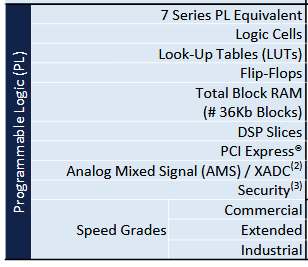 Programmable Logic (PL)
7 Series PL Equivalent
Logic Cells
Look-Up Tables (LUTs)
Flip-Flops
Total Block RAM
(# 36Kb Blocks)
DSP Slices
PCI Express®
Analog Mixed Signal (AMS) / XADC(2)
Security(3)
Speed Grades
Commercial
Extended
Industrial